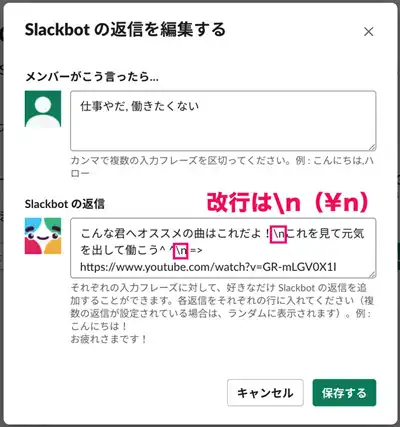 Slackbot の返信を編集する
メンバーがこう言ったら...
仕事やだ, 働きたくない
カンマで複数の入力フレーズを区切ってください。例 : こんにちは,ハ
ロー
改行は\n（¥n）
Slackbot の返信
こんな君へオススメの曲はこれだよ！\nこれを見て元気
を出して働こう^ ^\n =>
https://www.youtube.com/watch?v=GR-mLGV0X1I
それぞれの入力フレーズに対して、好きなだけ Slackbot の返信を追
加することができます。各返信をそれぞれの行に入れてください（複
数の返信が設定されている場合は、ランダムに表示されます）。例 :
こんにちは！
お疲れさまです！
キャンセル
保存する